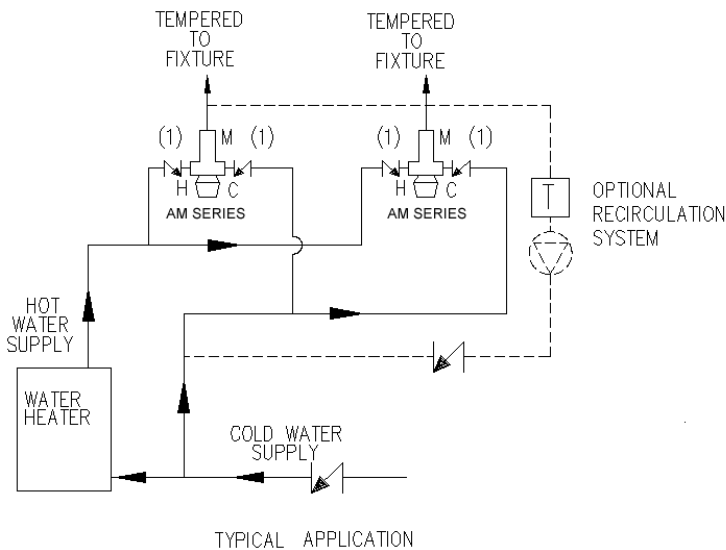 TEMPERED
TO
FIXTURE
TEMPERED
TO
FIXTURE
(1)
M
(1)
H
C
AM SERIES
(1)
M
(1)
H
C
AM SERIES
T
OPTIONAL
RECIRCULATION
SYSTEM
HOT
WATER
SUPPLY
WATER
HEATER
COLD WATER
SUPPLY
TYPICAL APPLICATION